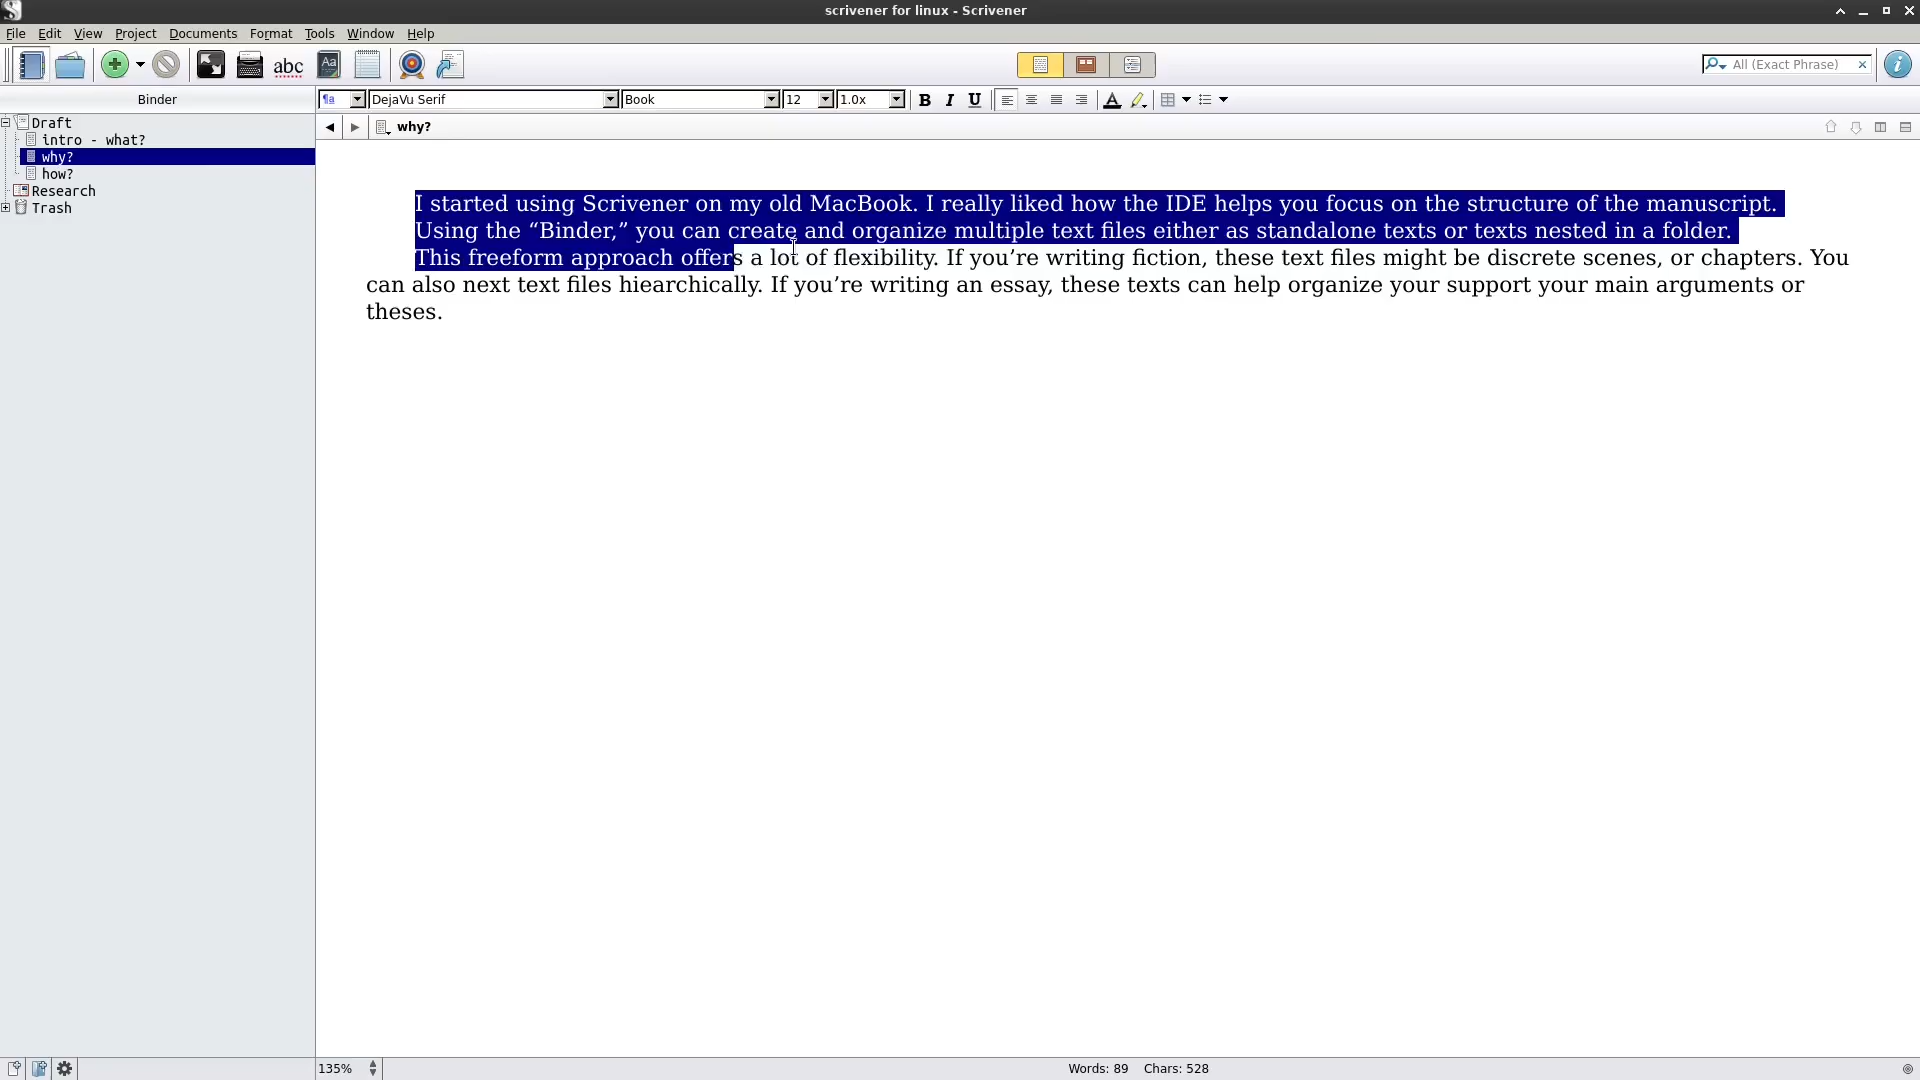 scrivener for linux - Scrivener
File Edit View Project Documents Format Tools Window Help
abc Aa All (Exact Phrase)
Binder
¶a DejaVu Serif Book 12 1.0x B I U A
why?
Draft
intro - what?
why?
how?
Research
Trash
I started using Scrivener on my old MacBook. I really liked how the IDE helps you focus on the structure of the manuscript.
Using the “Binder,” you can create and organize multiple text files either as standalone texts or texts nested in a folder.
This freeform approach offers a lot of flexibility. If you’re writing fiction, these text files might be discrete scenes, or chapters. You
can also next text files hiearchically. If you’re writing an essay, these texts can help organize your support your main arguments or
theses.
135% Words: 89 Chars: 528